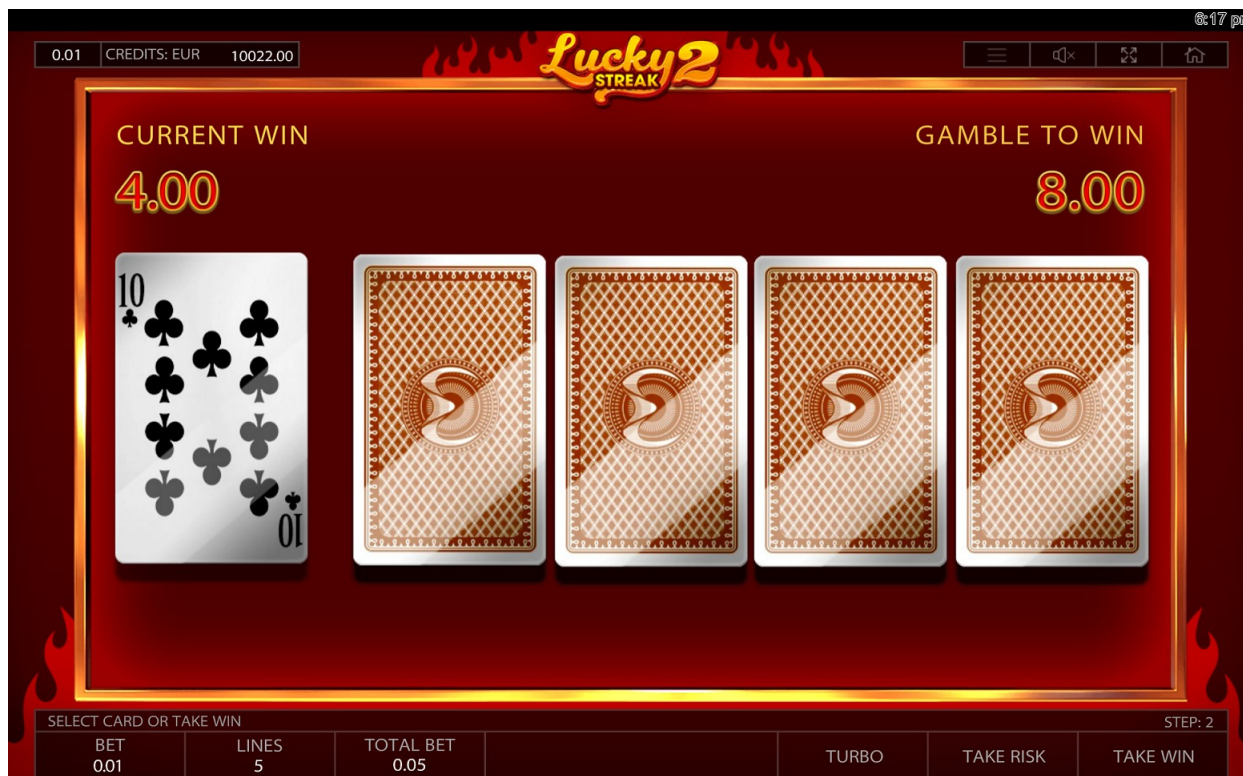 6:17
0.01 CREDITS: EUR 10022.00
Lucky 2
STREAK
CURRENT WIN
GAMBLE TO WIN
4.00
8.00
10
10
SELECT CARD OR TAKE WIN
STEP: 2
BET
0.01
LINES
5
TOTAL BET
0.05
TURBO
TAKE RISK
TAKE WIN